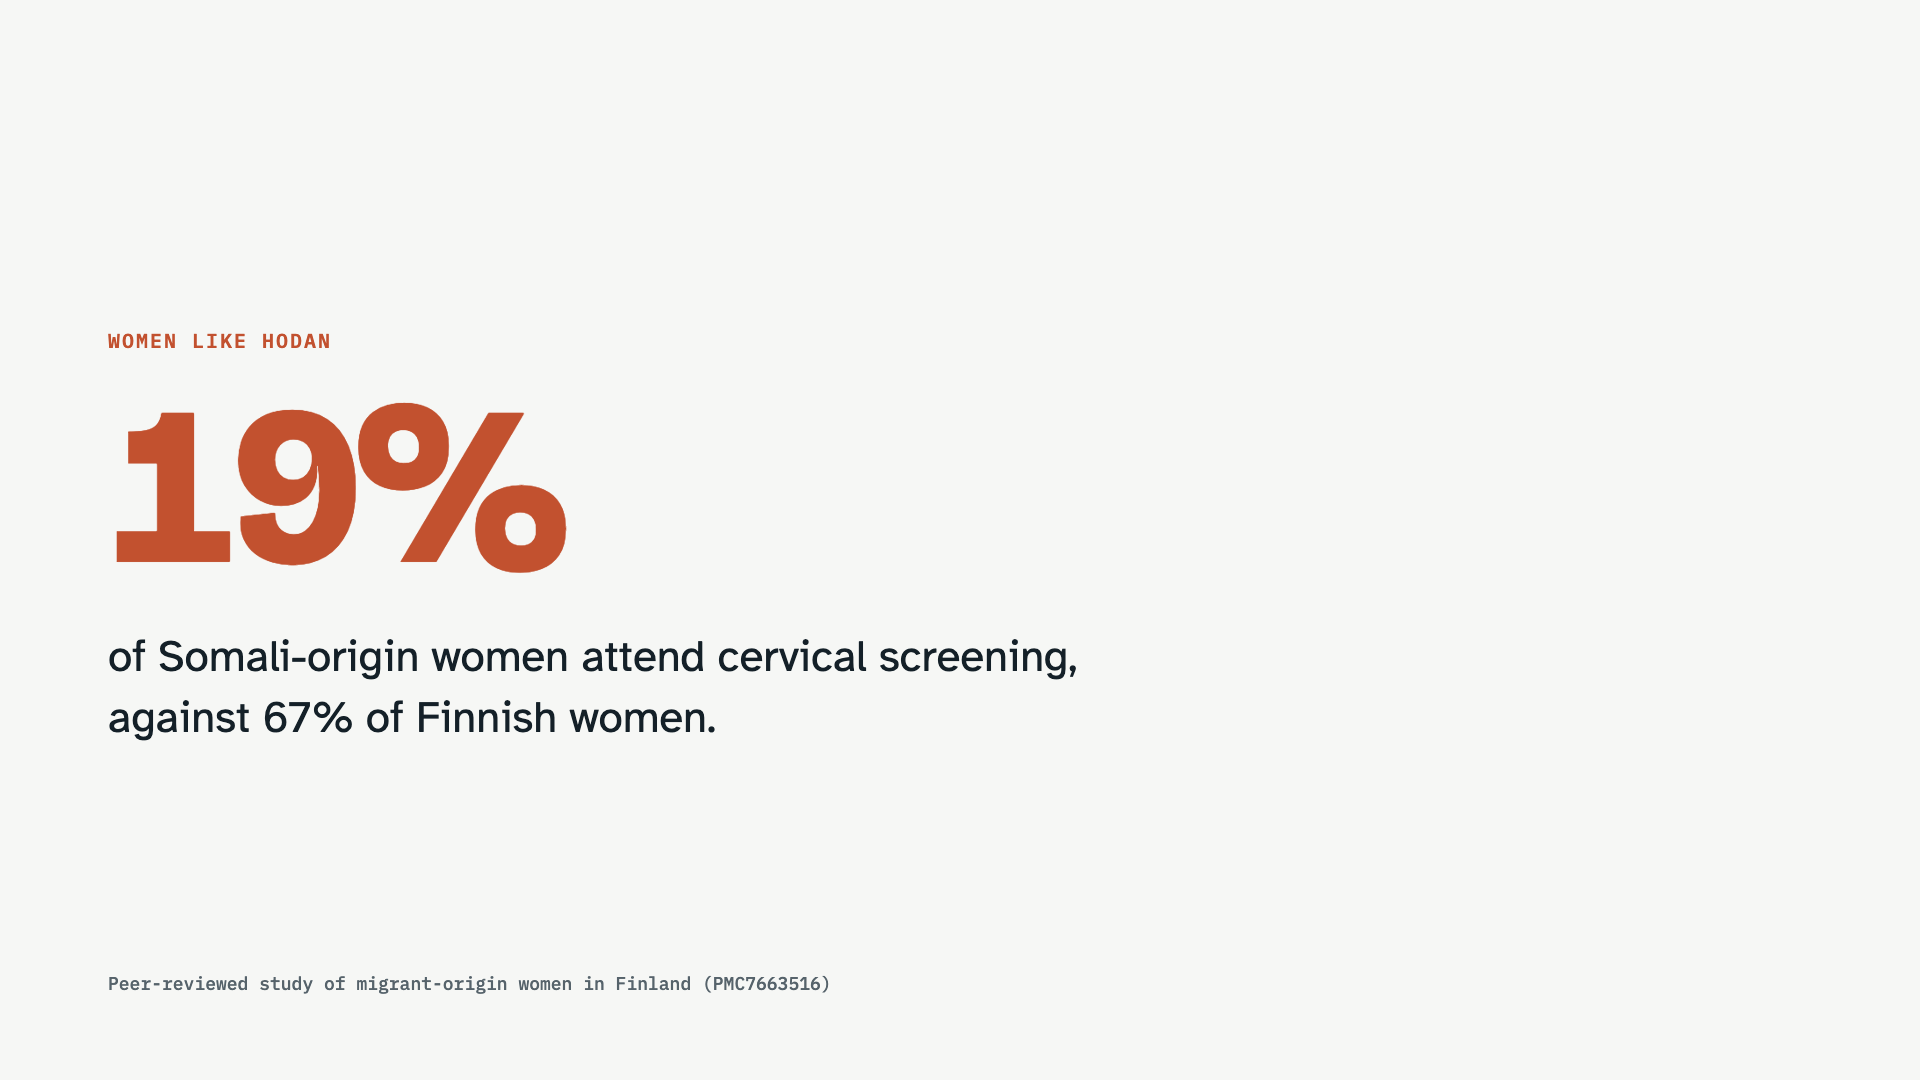 WOMEN LIKE HODAN
19%
of Somali-origin women attend cervical screening,
against 67% of Finnish women.
Peer-reviewed study of migrant-origin women in Finland (PMC7663516)